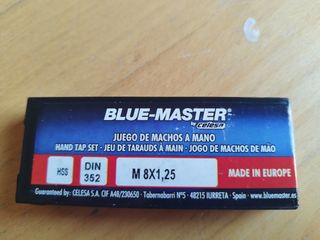 BLUE-MASTER®
by celesa
JUEGO DE MACHOS A MANO
HAND TAP SET - JEU DE TARAUDS À MAIN - JOGO DE MACHOS DE MÃO
HSS
DIN
352
M 8X1,25
MADE IN EUROPE
Guaranteed by: CELESA S.A. CIF A48/230650 · Tabernabarri Nº5 · 48215 IURRETA · Spain · www.bluemaster.es